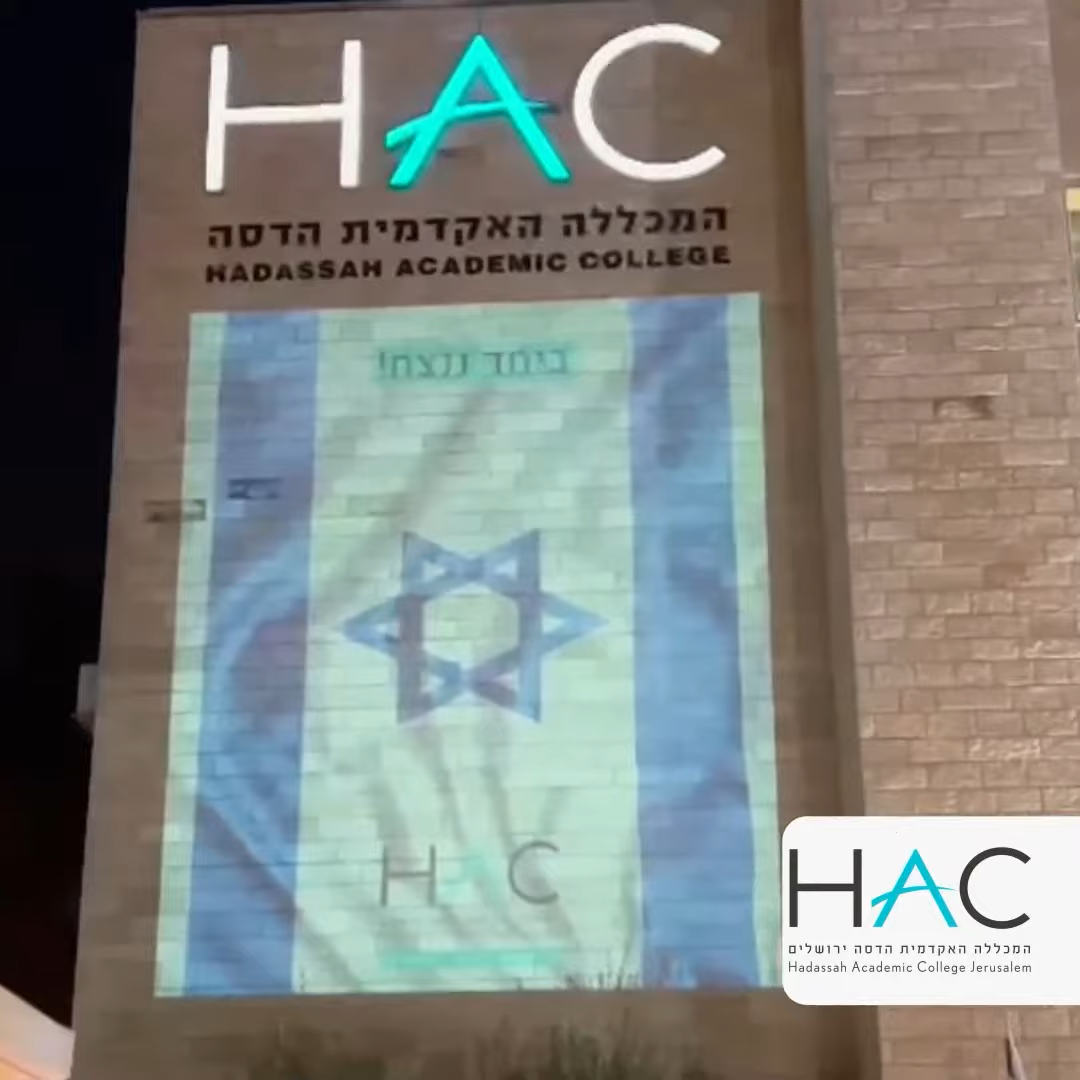 HAC
המכללה האקדמית הדסה
HADASSAH ACADEMIC COLLEGE
ביחד ננצח!
HAC
HAC
המכללה האקדמית הדסה ירושלים
Hadassah Academic College Jerusalem